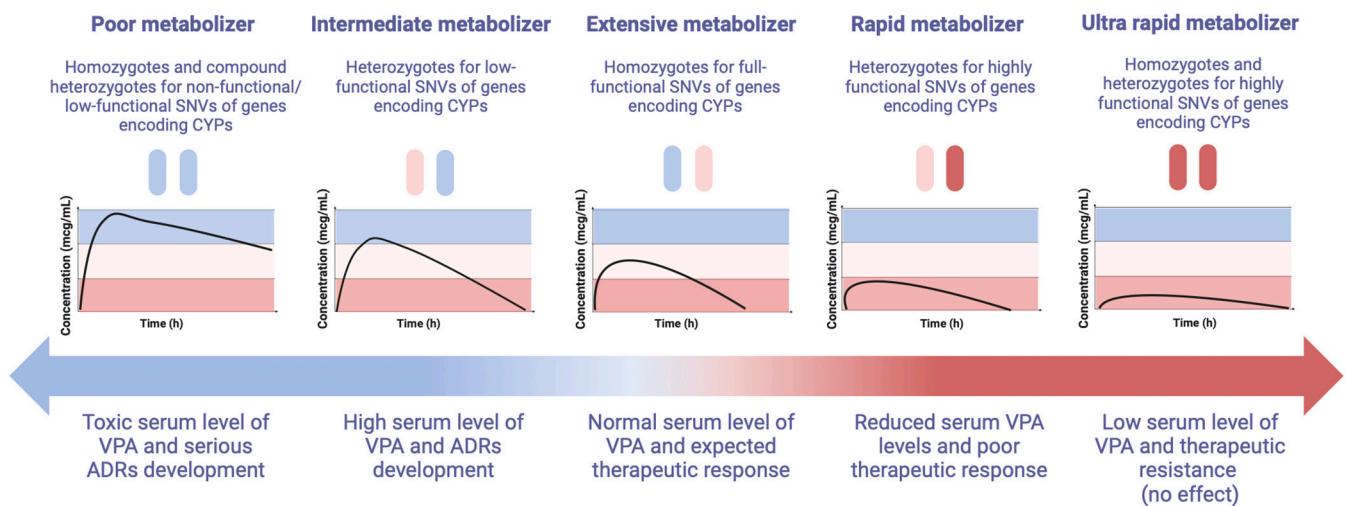 Poor metabolizer
Homozygotes and compound
heterozygotes for non-functional/
low-functional SNVs of genes
encoding CYPs
Concentration (mcg/mL)
Time (h)
Toxic serum level of
VPA and serious
ADRs development
Intermediate metabolizer
Heterozygotes for low-
functional SNVs of genes
encoding CYPs
Concentration (mcg/mL)
Time (h)
High serum level of
VPA and ADRs
development
Extensive metabolizer
Homozygotes for full-
functional SNVs of genes
encoding CYPs
Concentration (mcg/mL)
Time (h)
Normal serum level of
VPA and expected
therapeutic response
Rapid metabolizer
Heterozygotes for highly
functional SNVs of genes
encoding CYPs
Concentration (mcg/mL)
Time (h)
Reduced serum VPA
levels and poor
therapeutic response
Ultra rapid metabolizer
Homozygotes and
heterozygotes for highly
functional SNVs of genes
encoding CYPs
Concentration (mcg/mL)
Time (h)
Low serum level of
VPA and therapeutic
resistance
(no effect)